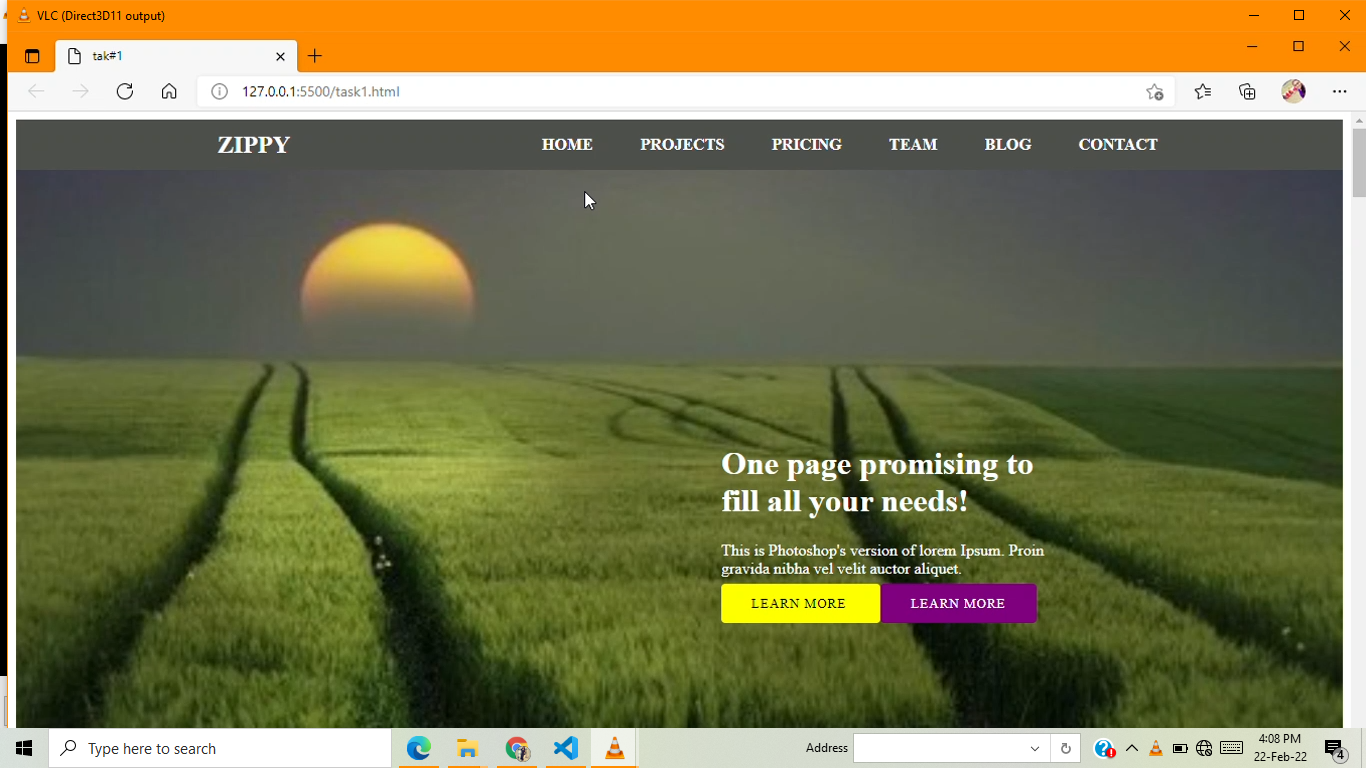 VLC (Direct3D11 output)
tak#1
127.0.0.1:5500/task1.html
ZIPPY HOME PROJECTS PRICING TEAM BLOG CONTACT
One page promising to
fill all your needs!
This is Photoshop's version of lorem Ipsum. Proin
gravida nibha vel velit auctor aliquet.
LEARN MORE LEARN MORE
Type here to search
Address
4:08 PM
22-Feb-22
4